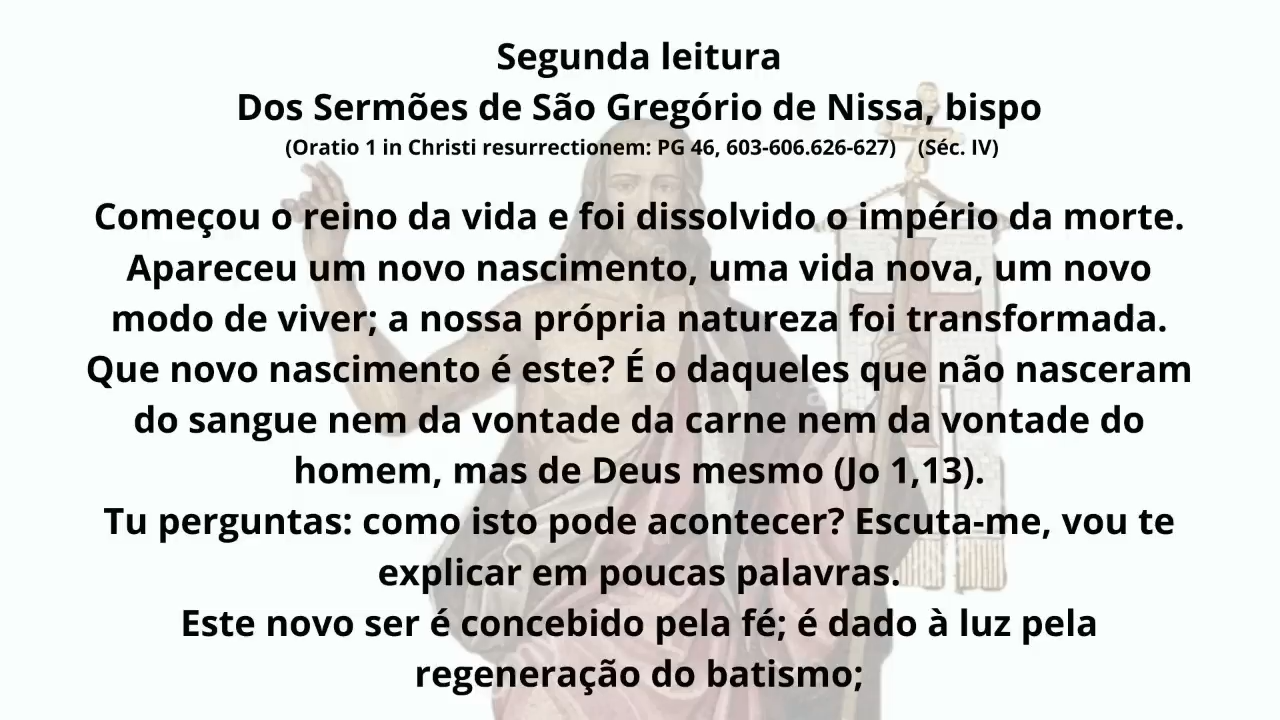 Segunda leitura
Dos Sermões de São Gregório de Nissa, bispo
(Oratio 1 in Christi resurrectionem: PG 46, 603-606.626-627) (Séc. IV)
Começou o reino da vida e foi dissolvido o império da morte.
Apareceu um novo nascimento, uma vida nova, um novo
modo de viver; a nossa própria natureza foi transformada.
Que novo nascimento é este? É o daqueles que não nasceram
do sangue nem da vontade da carne nem da vontade do
homem, mas de Deus mesmo (Jo 1,13).
Tu perguntas: como isto pode acontecer? Escuta-me, vou te
explicar em poucas palavras.
Este novo ser é concebido pela fé; é dado à luz pela
regeneração do batismo;